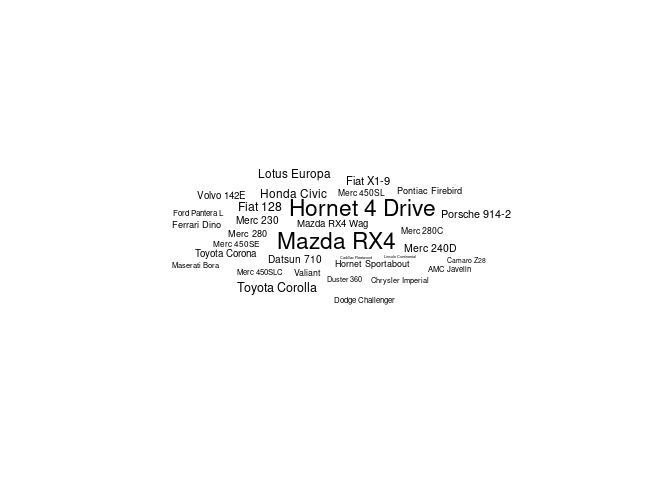 Lotus Europa
Fiat X1-9
Volvo 142E
Honda Civic
Merc 450SL
Pontiac Firebird
Fiat 128
Hornet 4 Drive
Ford Pantera L
Porsche 914-2
Ferrari Dino
Merc 230
Mazda RX4 Wag
Merc 280
Merc 280C
Merc 450SE
Mazda RX4
Merc 240D
Toyota Corona
Datsun 710
Cadillac Fleetwood
Lincoln Continental
Camaro Z28
Maserati Bora
Hornet Sportabout
AMC Javelin
Merc 450SLC
Valiant
Duster 360
Chrysler Imperial
Toyota Corolla
Dodge Challenger